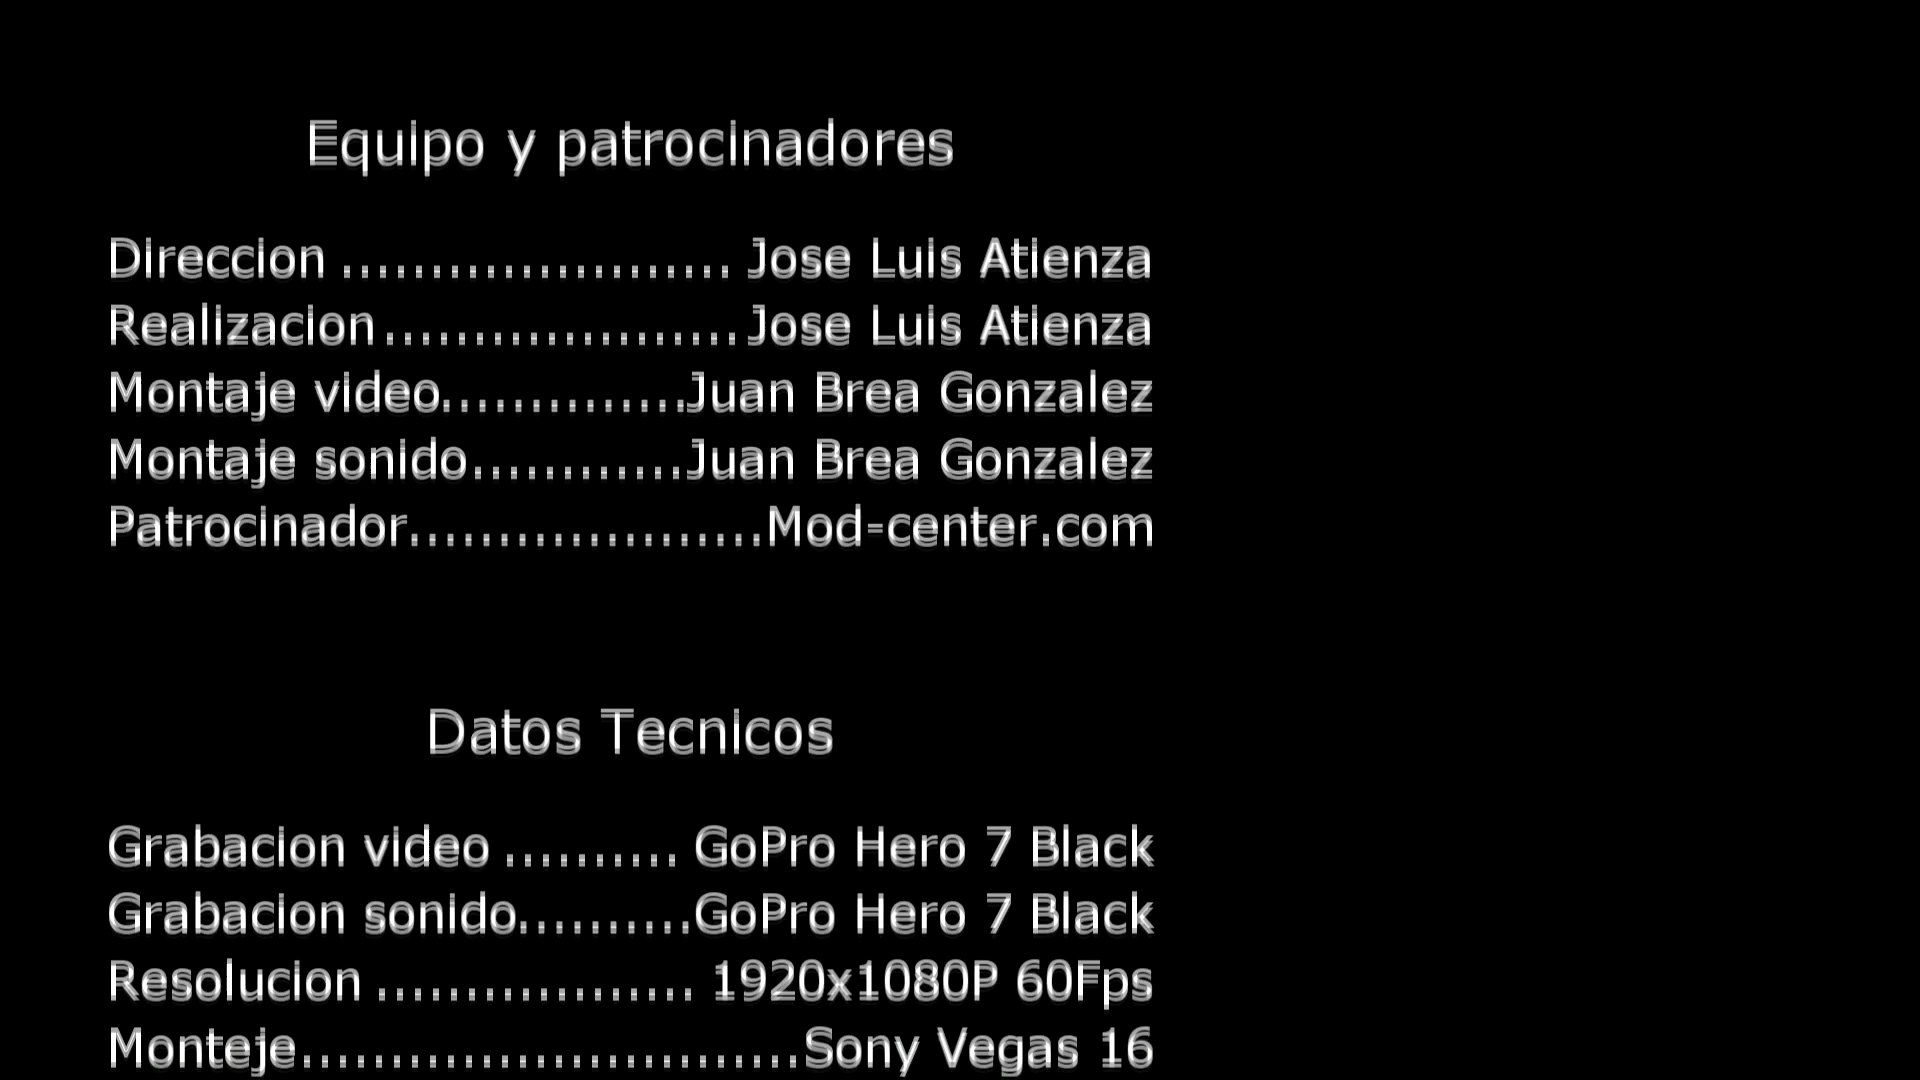 Equipo y patrocinadores
Direccion ...................... Jose Luis Atienza
Realizacion....................Jose Luis Atienza
Montaje video..............Juan Brea Gonzalez
Montaje sonido............Juan Brea Gonzalez
Patrocinador....................Mod-center.com
Datos Tecnicos
Grabacion video .......... GoPro Hero 7 Black
Grabacion sonido..........GoPro Hero 7 Black
Resolucion .................. 1920x1080P 60Fps
Monteje............................Sony Vegas 16